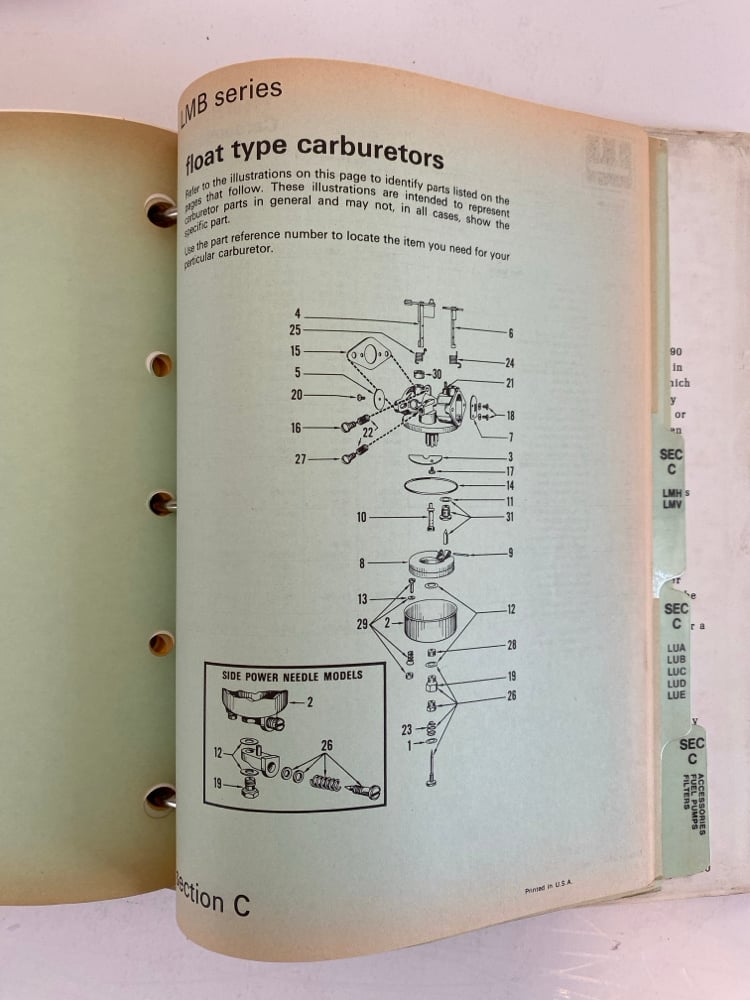 LMB series
float type carburetors
Refer to the illustrations on this page to identify parts listed on the
pages that follow. These illustrations are intended to represent
carburetor parts in general and may not, in all cases, show the
specific part.
Use the part reference number to locate the item you need for your
particular carburetor.
4
25
6
15
24
30
5
21
20
18
16
22
7
27
3
17
14
11
10
31
9
8
13
12
29
2
28
19
26
23
1
SIDE POWER NEEDLE MODELS
2
12
26
19
Section C
Printed in U.S.A.
90
in
y
or
SEC
C
LMH
LMV
s
SEC
C
r a
LUA
LUB
LUC
LUD
LUE
y
SEC
C
ACCESSORIES
FUEL PUMPS
FILTERS